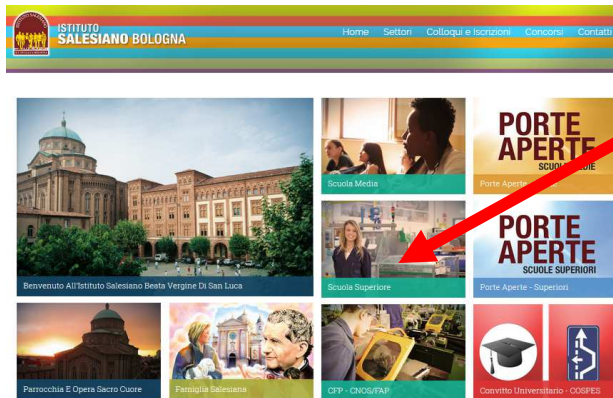 ISTITUTO
SALESIANO BOLOGNA
Home Settori Colloqui e Iscrizioni Concorsi Contatti
Scuola Media
PORTE
APERTE
Porte Aperte
Benvenuto All'Istituto Salesiano Beata Vergine Di San Luca
Scuola Superiore
PORTE
APERTE
SCUOLE SUPERIORI
Porte Aperte - Superiori
Parrocchia E Opera Sacro Cuore
Famiglia Salesiana
CFP - CNOS/FAP
Convitto Universitario - COSPES